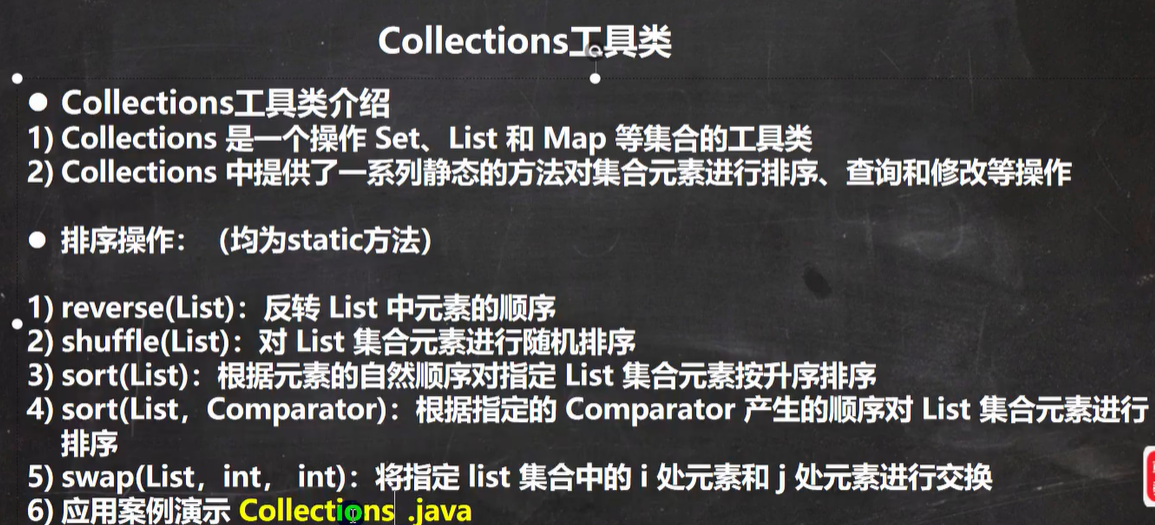 Collections工具类
● Collections工具类介绍
1) Collections 是一个操作 Set、List 和 Map 等集合的工具类
2) Collections 中提供了一系列静态的方法对集合元素进行排序、查询和修改等操作
● 排序操作：（均为static方法）
1) reverse(List)：反转 List 中元素的顺序
2) shuffle(List)：对 List 集合元素进行随机排序
3) sort(List)：根据元素的自然顺序对指定 List 集合元素按升序排序
4) sort(List，Comparator)：根据指定的 Comparator 产生的顺序对 List 集合元素进行
排序
5) swap(List，int， int)：将指定 list 集合中的 i 处元素和 j 处元素进行交换
6) 应用案例演示 Collections_.java